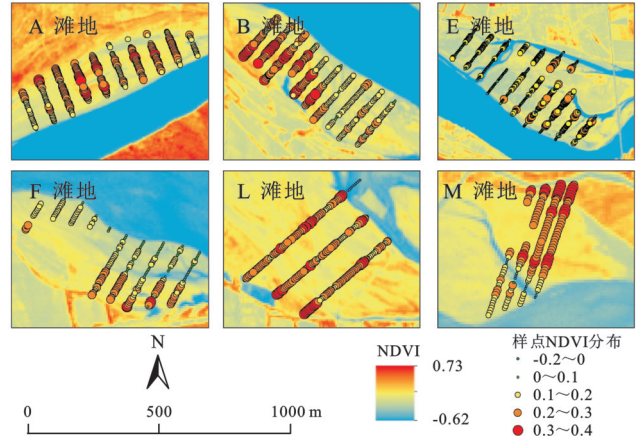 A 滩地
B 滩地
E 滩地
F 滩地
L 滩地
M 滩地
N
0 500 1000 m
NDVI
0.73
-0.62
样点NDVI分布
-0.2～0
0～0.1
0.1～0.2
0.2～0.3
0.3～0.4